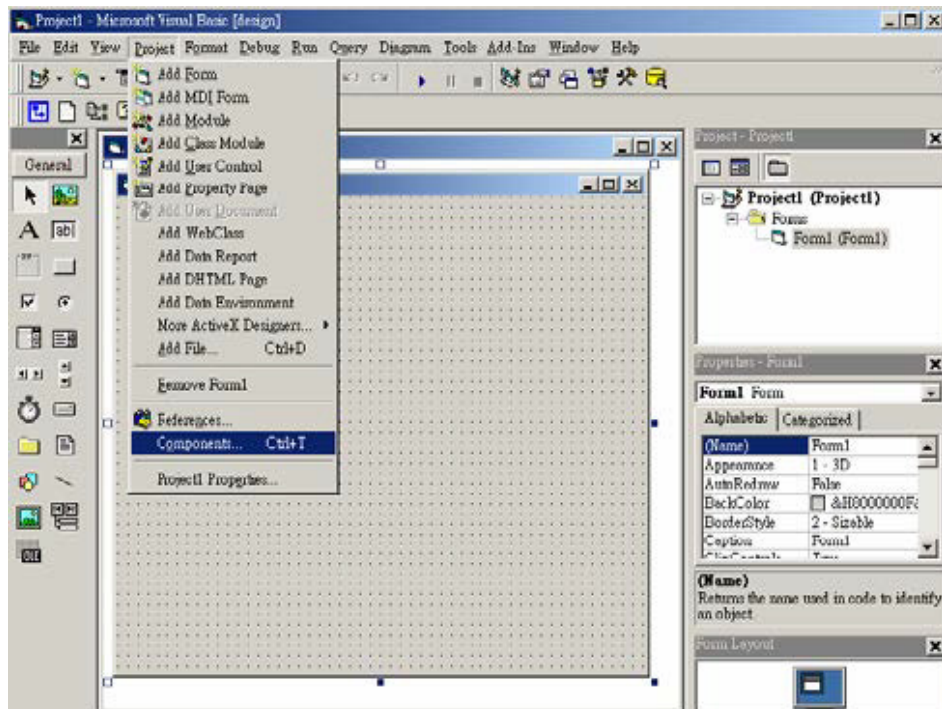 Project1 - Microsoft Visual Basic [design]
File Edit View Project Format Debug Run Query Diagram Tools Add-Ins Window Help
Add Form
Add MDI Form
Add Module
Add Class Module
Add User Control
Add Property Page
Add User Document
Add WebClass
Add Data Report
Add DHTML Page
Add Data Environment
More ActiveX Designers...
Add File... Ctrl+D
Remove Form1
References...
Components... Ctrl+T
Project1 Properties...
General
A ab|
OLE
Project - Project1
Project1 (Project1)
Forms
Form1 (Form1)
Properties - Form1
Form1 Form
Alphabetic Categorized
(Name) Form1
Appearance 1 - 3D
AutoRedraw False
BackColor &H8000000F&
BorderStyle 2 - Sizable
Caption Form1
ClipControls True
(Name)
Returns the name used in code to identify
an object.
Form Layout